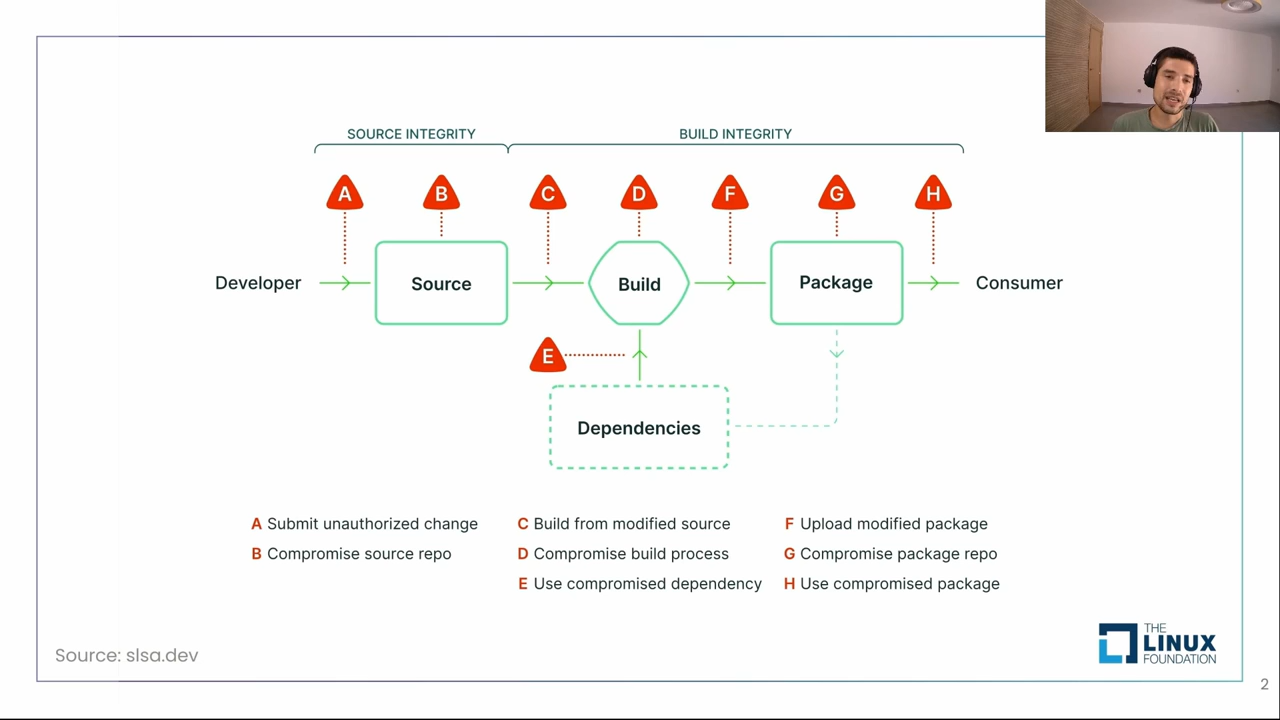 SOURCE INTEGRITY
BUILD INTEGRITY
A
B
C
D
F
G
H
Developer
Source
Build
Package
Consumer
E
Dependencies
A Submit unauthorized change
B Compromise source repo
C Build from modified source
D Compromise build process
E Use compromised dependency
F Upload modified package
G Compromise package repo
H Use compromised package
Source: slsa.dev
THE
LINUX
FOUNDATION
2